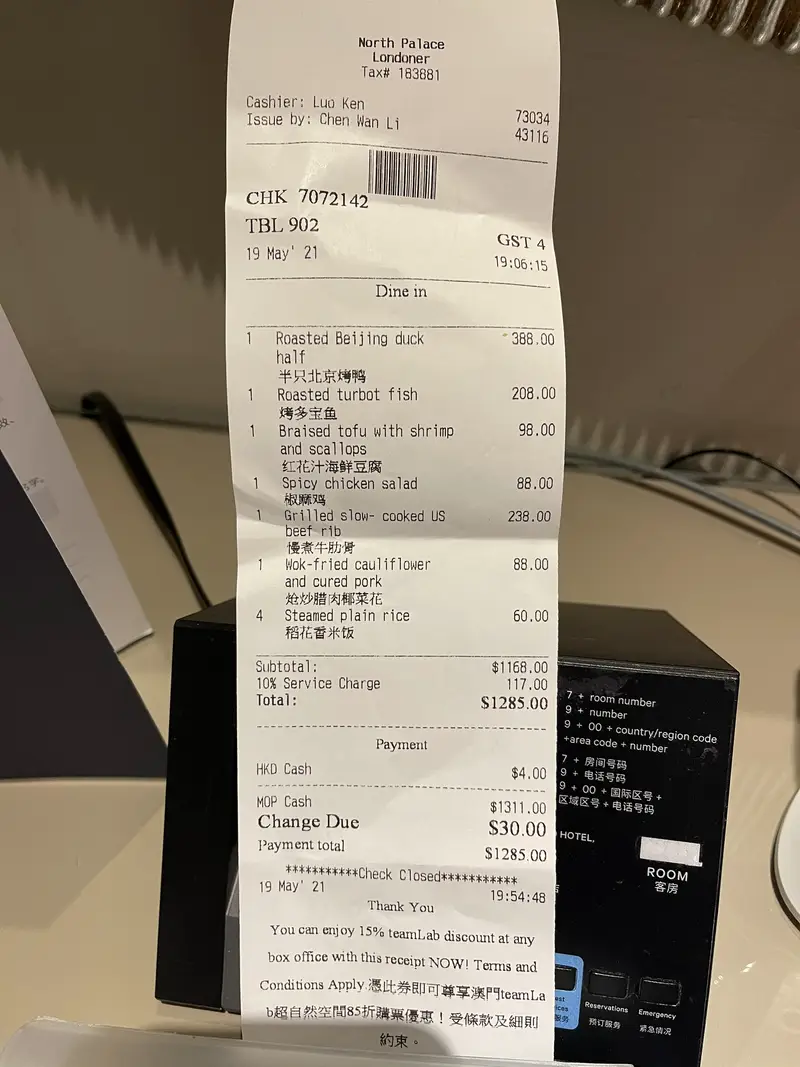 North Palace
Londoner
Tax# 183881
Cashier: Luo Ken 73034
Issue by: Chen Wan Li 43116
CHK 7072142
TBL 902 GST 4
19 May' 21 19:06:15
Dine in
1 Roasted Beijing duck 388.00
half
半只北京烤鸭
1 Roasted turbot fish 208.00
烤多宝鱼
1 Braised tofu with shrimp 98.00
and scallops
红花汁海鲜豆腐
1 Spicy chicken salad 88.00
椒麻鸡
1 Grilled slow- cooked US 238.00
beef rib
慢煮牛肋骨
1 Wok-fried cauliflower 88.00
and cured pork
炝炒腊肉椰菜花
4 Steamed plain rice 60.00
稻花香米饭
Subtotal: $1168.00
10% Service Charge 117.00
Total: $1285.00
Payment
HKD Cash $4.00
MOP Cash $1311.00
Change Due $30.00
Payment total $1285.00
***********Check Closed***********
19 May' 21 19:54:48
Thank You
You can enjoy 15% teamLab discount at any
box office with this receipt NOW! Terms and
Conditions Apply.憑此券即可尊享澳門teamLa
b超自然空間85折購票優惠！受條款及細則
約束。
7 + room number
9 + number
9 + 00 + country/region code
+area code + number
7 + 房间号码
9 + 电话号码
9 + 00 + 国际区号 +
区域区号 + 电话号码
HOTEL,
ROOM
客房
Reservations
预订服务
Emergency
紧急情况